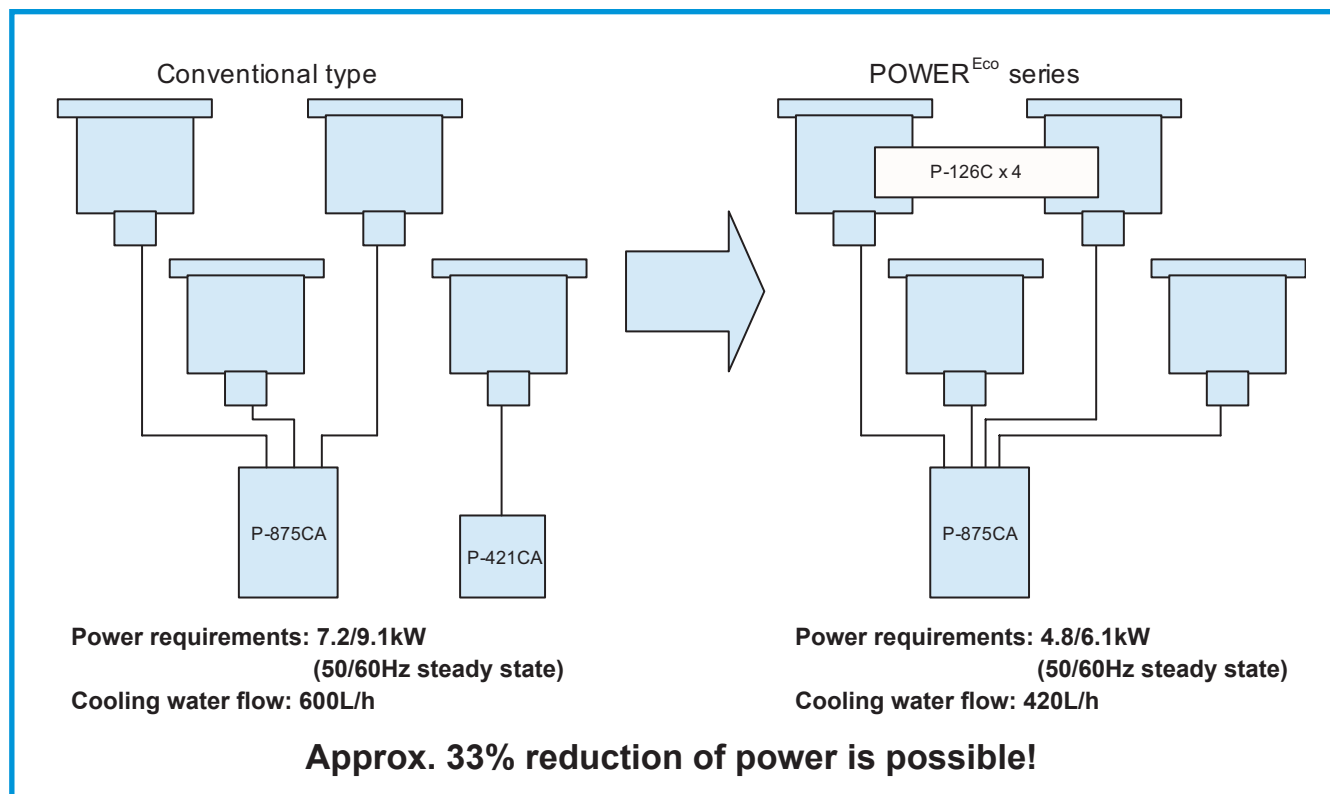 Conventional type
P-875CA
P-421CA
Power requirements: 7.2/9.1kW
(50/60Hz steady state)
Cooling water flow: 600L/h
POWER Eco series
P-126C x 4
P-875CA
Power requirements: 4.8/6.1kW
(50/60Hz steady state)
Cooling water flow: 420L/h
Approx. 33% reduction of power is possible!